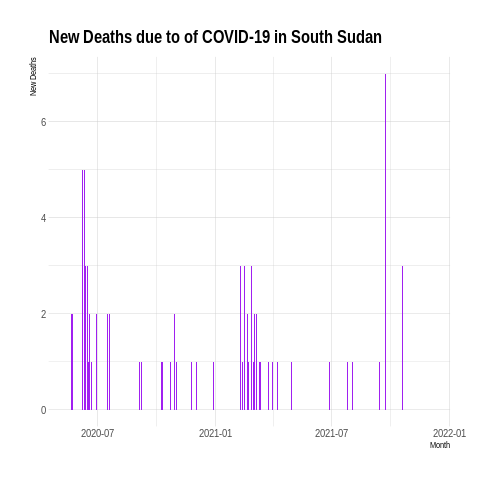 New Deaths due to of COVID-19 in South Sudan
New Deaths
6
4
2
0
2020-07
2021-01
2021-07
2022-01
Month